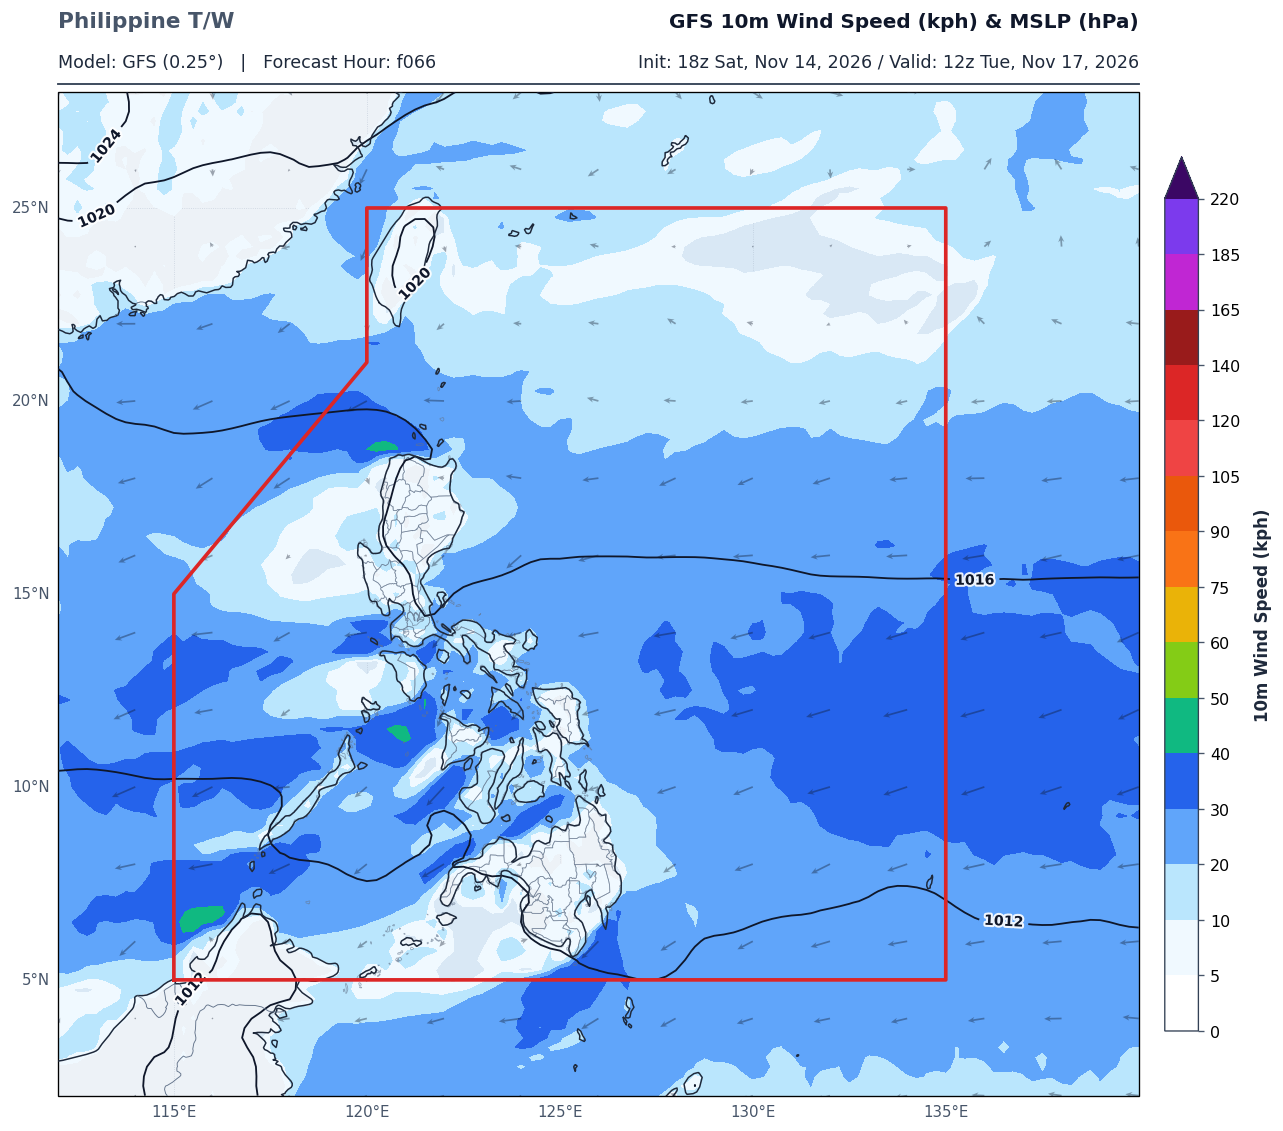 Philippine T/W
GFS 10m Wind Speed (kph) & MSLP (hPa)
Model: GFS (0.25°) | Forecast Hour: f066
Init: 18z Sat, Nov 14, 2026 / Valid: 12z Tue, Nov 17, 2026
1024
1020
1020
1016
1012
1012
25°N
20°N
15°N
10°N
5°N
115°E
120°E
125°E
130°E
135°E
220
185
165
140
120
105
90
75
60
50
40
30
20
10
5
0
10m Wind Speed (kph)